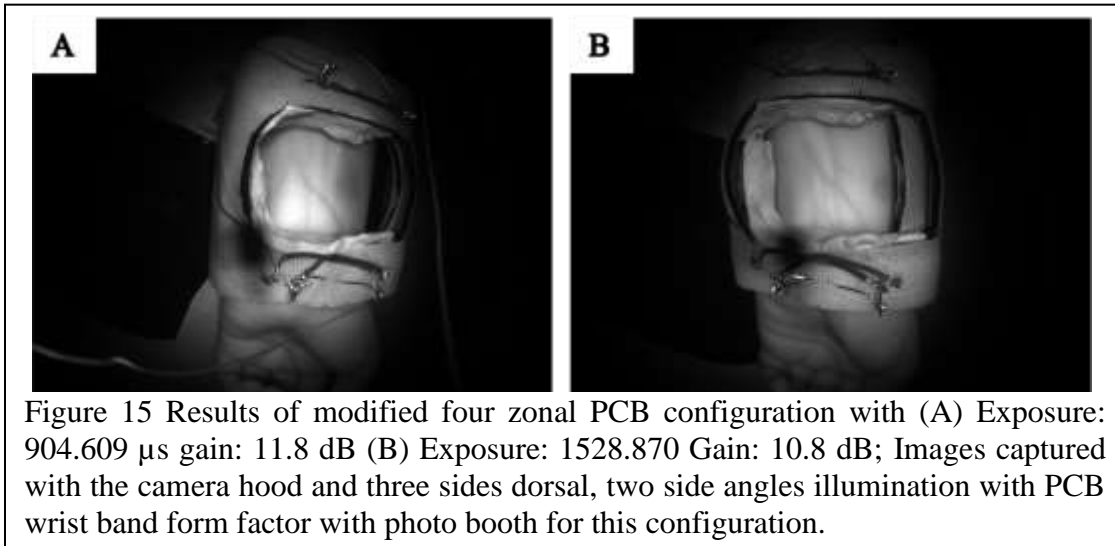 A
B
Figure 15 Results of modified four zonal PCB configuration with (A) Exposure:
904.609 µs gain: 11.8 dB (B) Exposure: 1528.870 Gain: 10.8 dB; Images captured
with the camera hood and three sides dorsal, two side angles illumination with PCB
wrist band form factor with photo booth for this configuration.